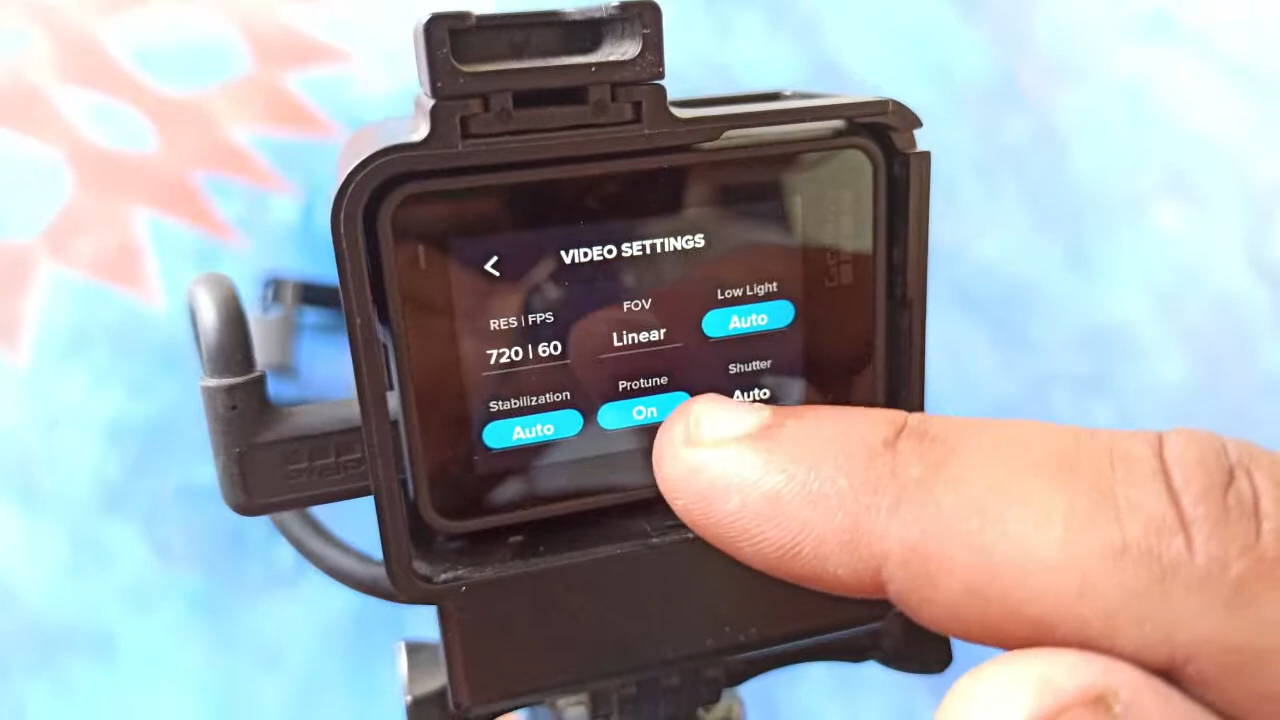 VIDEO SETTINGS
RES | FPS
720 | 60
FOV
Linear
Low Light
Auto
Stabilization
Auto
Protune
On
Shutter
Auto